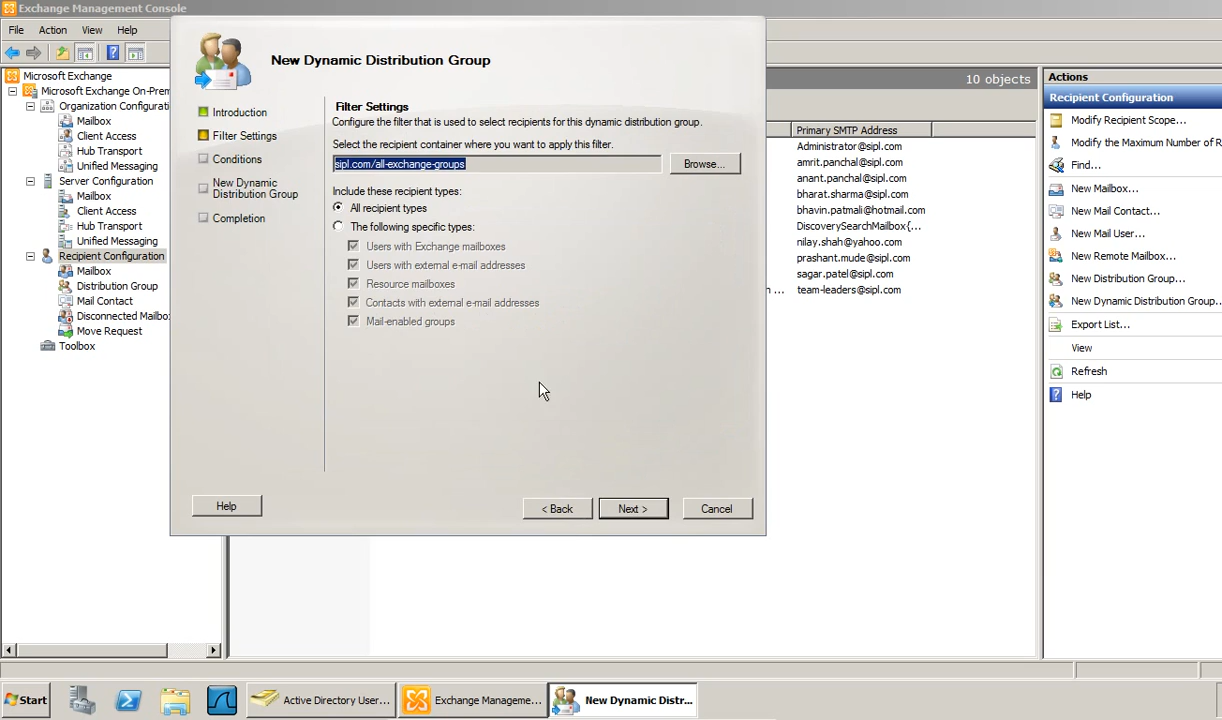 Exchange Management Console
File Action View Help
Microsoft Exchange
Microsoft Exchange On-Prem
Organization Configurati
Mailbox
Client Access
Hub Transport
Unified Messaging
Server Configuration
Mailbox
Client Access
Hub Transport
Unified Messaging
Recipient Configuration
Mailbox
Distribution Group
Mail Contact
Disconnected Mailbo
Move Request
Toolbox
New Dynamic Distribution Group
Introduction
Filter Settings
Conditions
New Dynamic
Distribution Group
Completion
Filter Settings
Configure the filter that is used to select recipients for this dynamic distribution group.
Select the recipient container where you want to apply this filter.
sipl.com/all-exchange-groups
Browse...
Include these recipient types:
All recipient types
The following specific types:
Users with Exchange mailboxes
Users with external e-mail addresses
Resource mailboxes
Contacts with external e-mail addresses
Mail-enabled groups
Help
< Back
Next >
Cancel
10 objects
Primary SMTP Address
Administrator@sipl.com
amrit.panchal@sipl.com
anant.panchal@sipl.com
bharat.sharma@sipl.com
bhavin.patmali@hotmail.com
DiscoverySearchMailbox{...
nilay.shah@yahoo.com
prashant.mude@sipl.com
sagar.patel@sipl.com
... team-leaders@sipl.com
Actions
Recipient Configuration
Modify Recipient Scope...
Modify the Maximum Number of R
Find...
New Mailbox...
New Mail Contact...
New Mail User...
New Remote Mailbox...
New Distribution Group...
New Dynamic Distribution Group...
Export List...
View
Refresh
Help
Start
Active Directory User...
Exchange Manageme...
New Dynamic Distr...